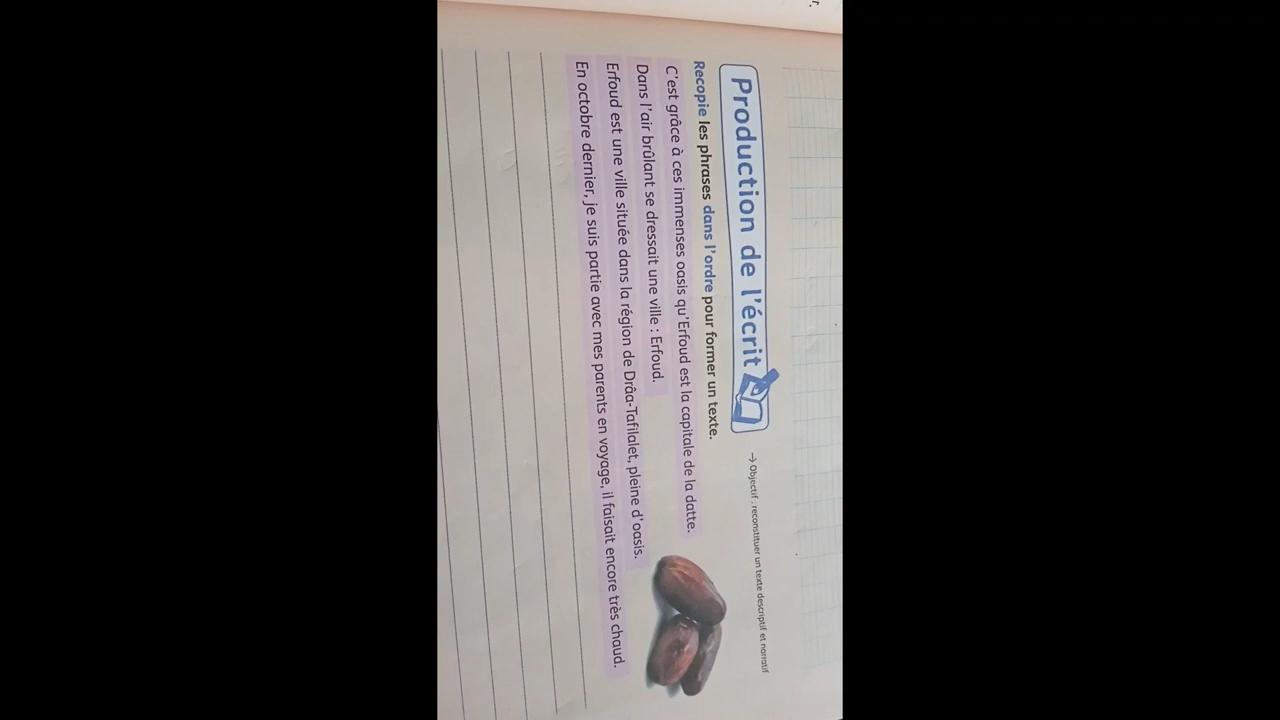 Production de l'écrit
→ Objectif : reconstituer un texte descriptif et narratif
Recopie les phrases dans l'ordre pour former un texte.
C'est grâce à ces immenses oasis qu'Erfoud est la capitale de la datte.
Dans l'air brûlant se dressait une ville : Erfoud.
Erfoud est une ville située dans la région de Drâa-Tafilalet, pleine d'oasis.
En octobre dernier, je suis partie avec mes parents en voyage, il faisait encore très chaud.